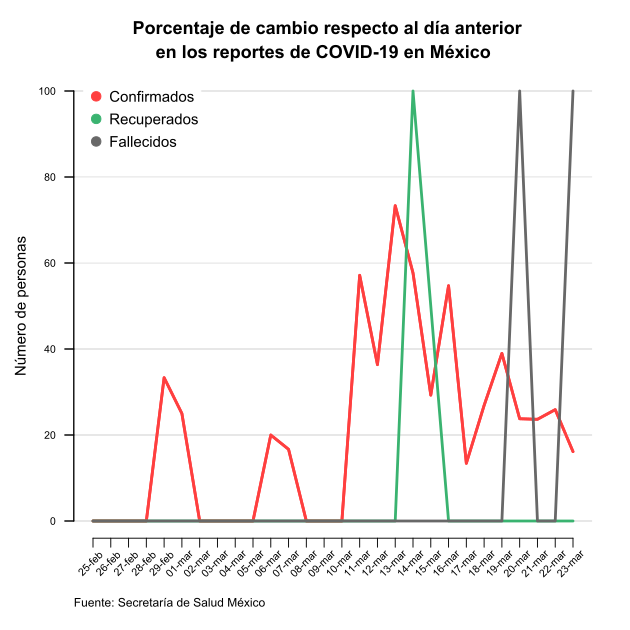 Porcentaje de cambio respecto al día anterior
en los reportes de COVID-19 en México
Confirmados
Recuperados
Fallecidos
Número de personas
100
80
60
40
20
0
25-feb
26-feb
27-feb
28-feb
29-feb
01-mar
02-mar
03-mar
04-mar
05-mar
06-mar
07-mar
08-mar
09-mar
10-mar
11-mar
12-mar
13-mar
14-mar
15-mar
16-mar
17-mar
18-mar
19-mar
20-mar
21-mar
22-mar
23-mar
Fuente: Secretaría de Salud México